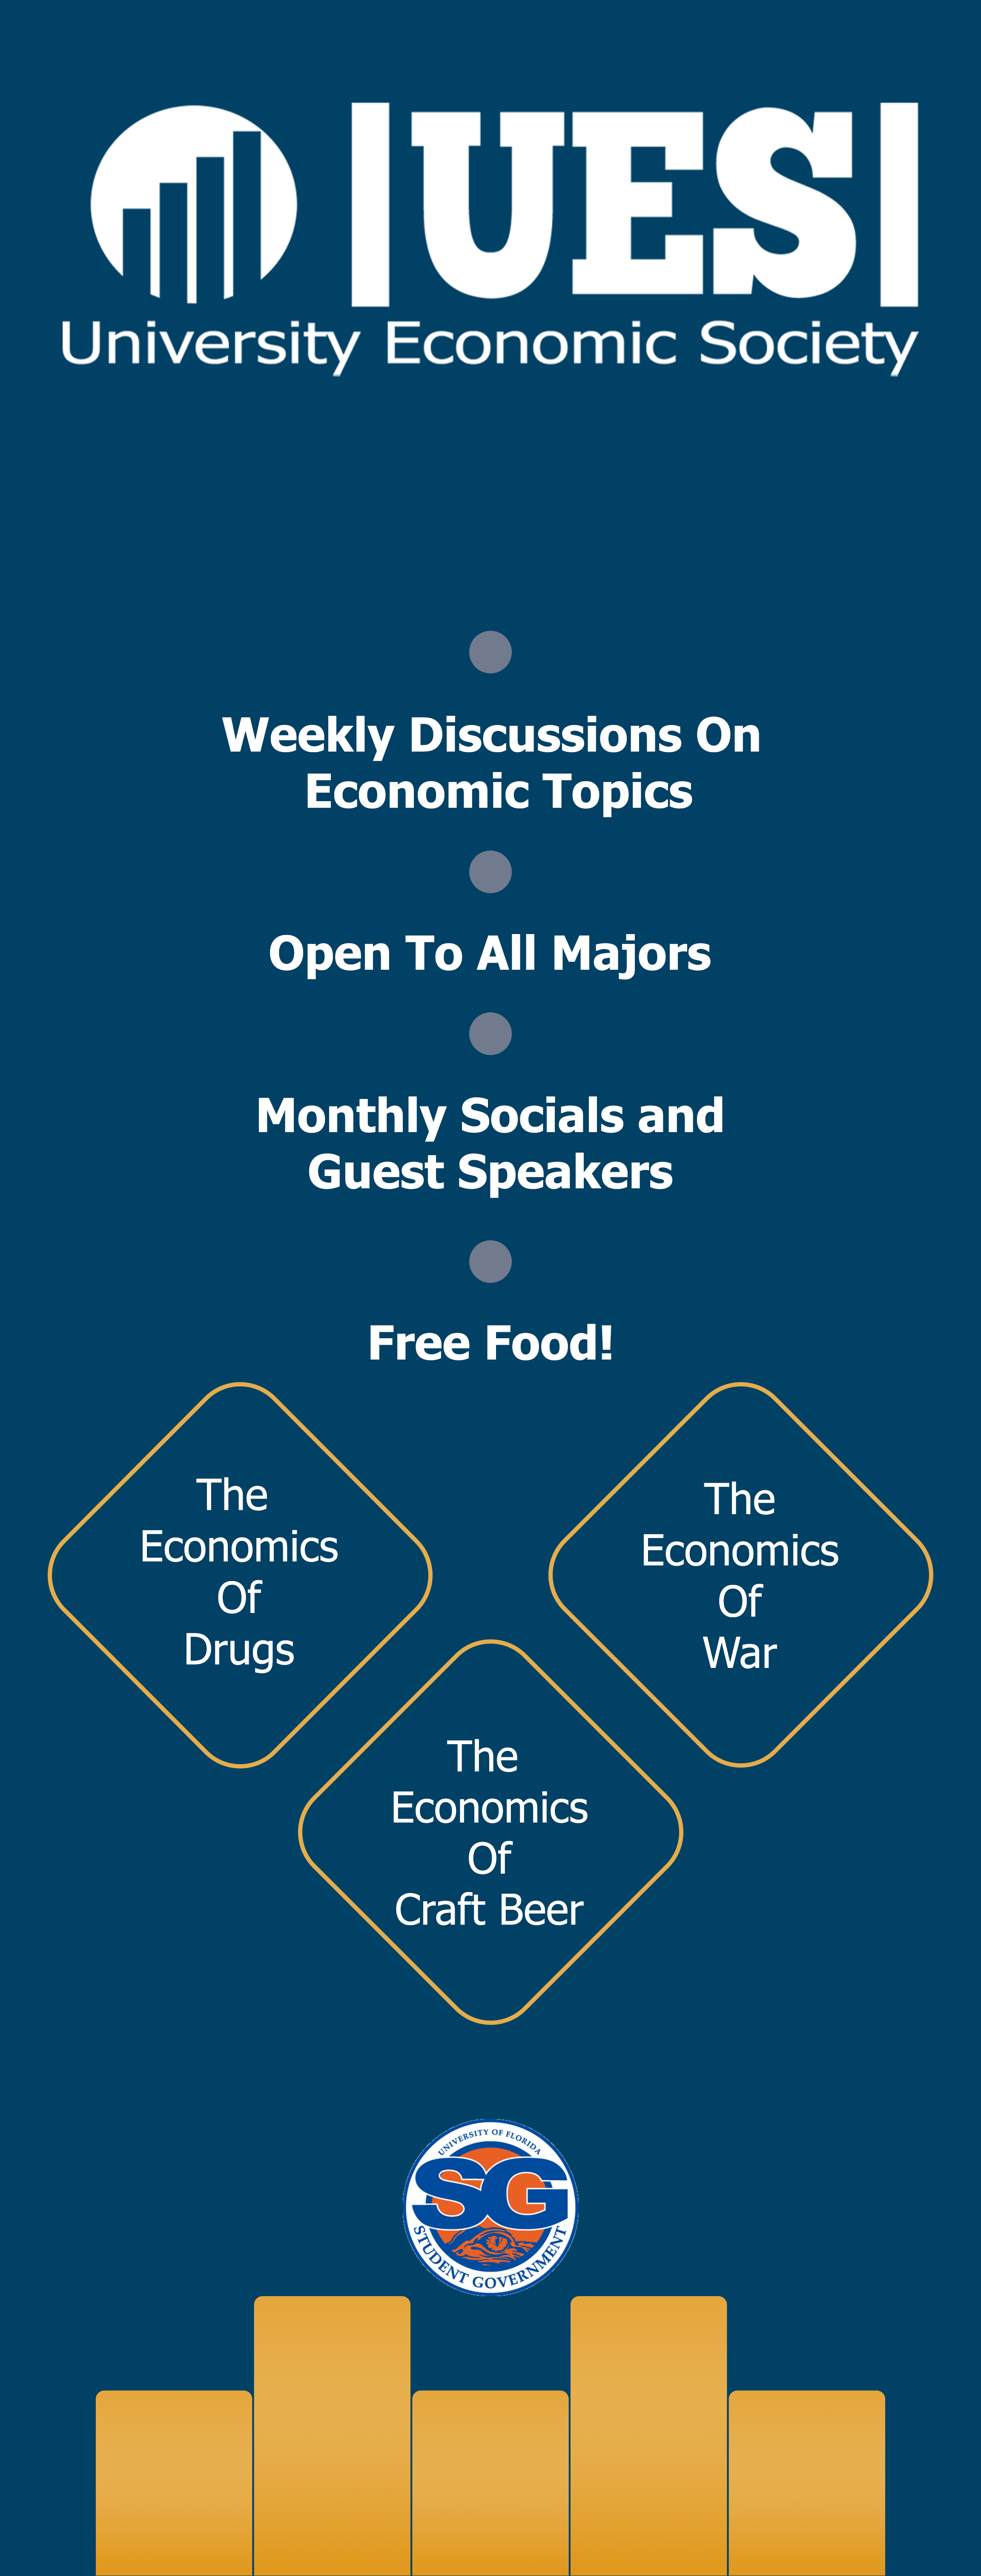 |UES|
University Economic Society
Weekly Discussions On
Economic Topics
Open To All Majors
Monthly Socials and
Guest Speakers
Free Food!
The
Economics
Of
Drugs
The
Economics
Of
War
The
Economics
Of
Craft Beer
UNIVERSITY OF FLORIDA
SG
STUDENT GOVERNMENT